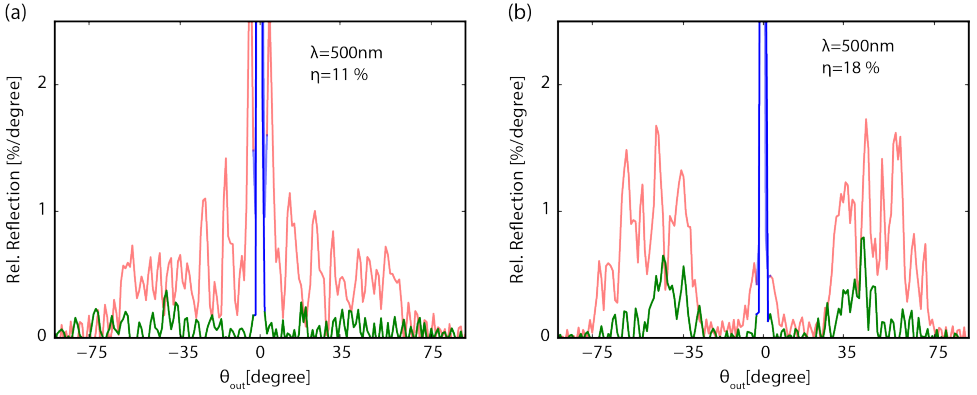 (a)
λ=500nm
η=11 %
Rel. Reflection [%/degree]
2
1
0
−75 −35 0 35 75
θout[degree]
(b)
λ=500nm
η=18 %
Rel. Reflection [%/degree]
2
1
0
−75 −35 0 35 75
θout[degree]